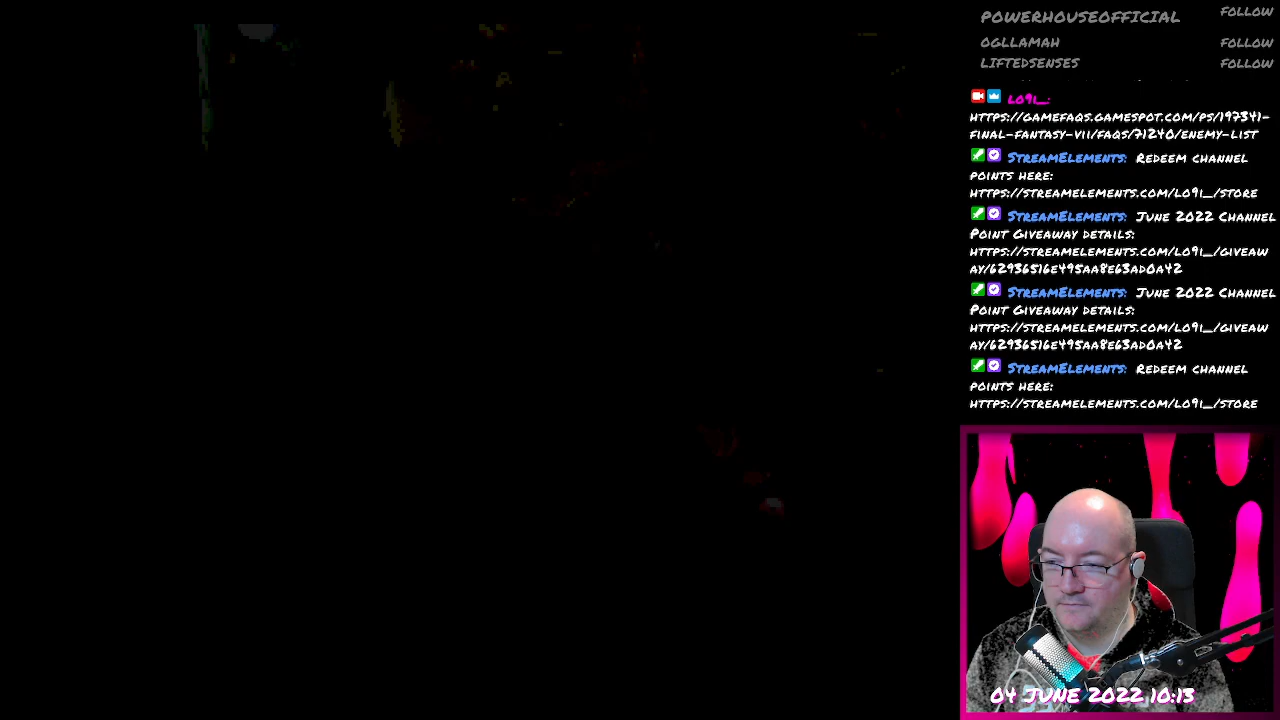 POWERHOUSEOFFICIAL FOLLOW
OGLLAMAH FOLLOW
LIFTEDSENSES FOLLOW
LO9I_:
HTTPS://GAMEFAQS.GAMESPOT.COM/PS/197341-
FINAL-FANTASY-VII/FAQS/71240/ENEMY-LIST
STREAMELEMENTS: REDEEM CHANNEL
POINTS HERE:
HTTPS://STREAMELEMENTS.COM/LO9I_/STORE
STREAMELEMENTS: JUNE 2022 CHANNEL
POINT GIVEAWAY DETAILS:
HTTPS://STREAMELEMENTS.COM/LO9I_/GIVEAW
AY/62936516E495AA8E63AD0A42
STREAMELEMENTS: JUNE 2022 CHANNEL
POINT GIVEAWAY DETAILS:
HTTPS://STREAMELEMENTS.COM/LO9I_/GIVEAW
AY/62936516E495AA8E63AD0A42
STREAMELEMENTS: REDEEM CHANNEL
POINTS HERE:
HTTPS://STREAMELEMENTS.COM/LO9I_/STORE
04 JUNE 2022 10:13